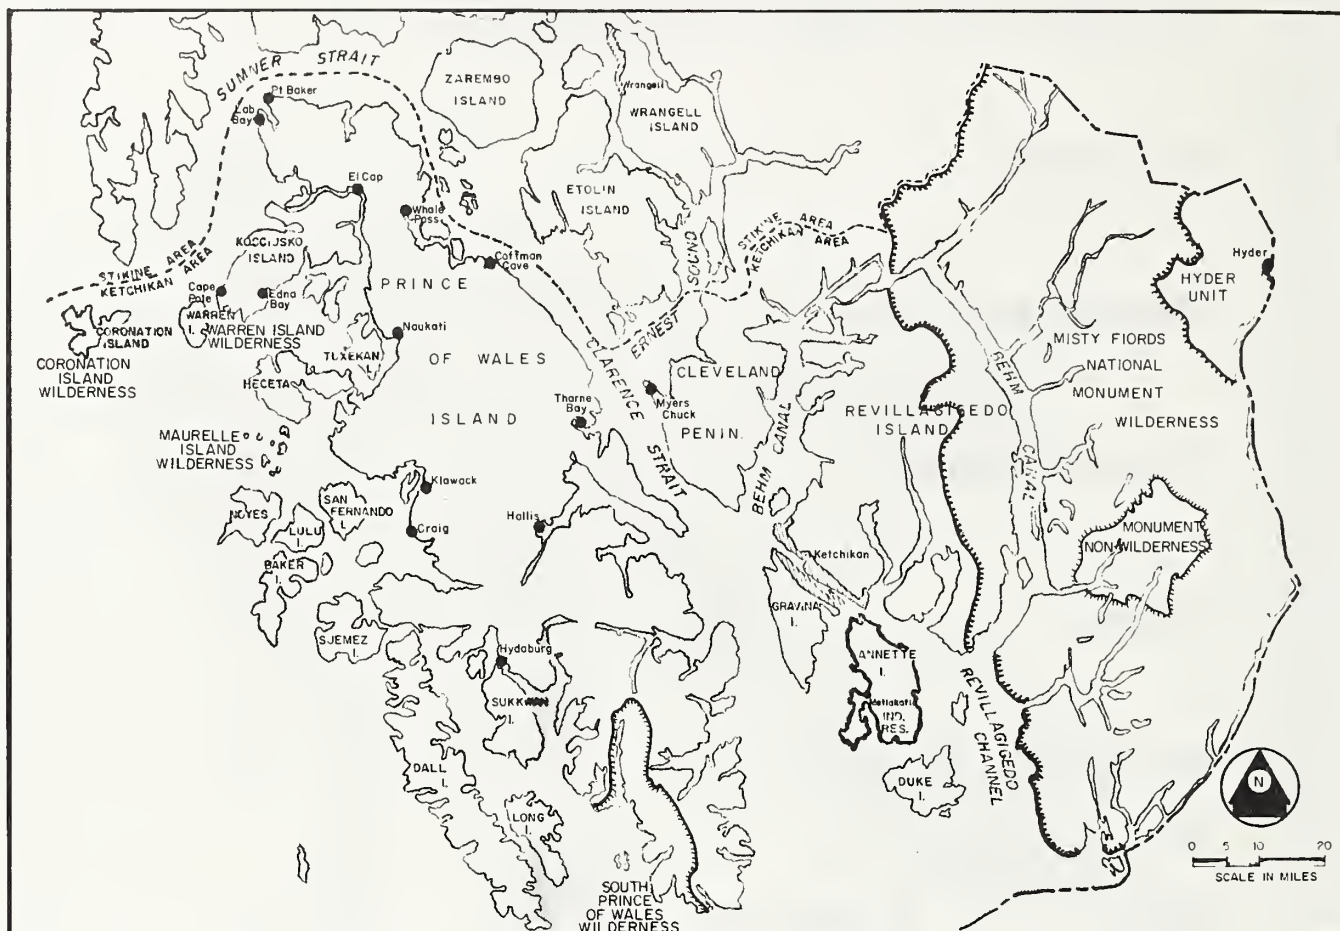 SUMNER STRAIT
Pt Baker
Lab
Bay
ZAREMBO
ISLAND
Wrangell
WRANGELL
ISLAND
El Cap
Whale
Pass
ETOLIN
ISLAND
STIKINE AREA
KETCHIKAN AREA
KOSCIJSKO
ISLAND
Coffman
Cove
SOUND
ERNEST
STIKINE AREA
KETCHIKAN AREA
Hyder
HYDER
UNIT
Cape
Pole
Edna
Bay
WARREN
I.
WARREN ISLAND
WILDERNESS
CORONATION
ISLAND
CORONATION
ISLAND
WILDERNESS
PRINCE
OF WALES
ISLAND
Naukati
TUXEKAN
I.
HECETA
CLARENCE
STRAIT
CLEVELAND
PENIN.
Myers
Chuck
Thorne
Bay
BEHM CANAL
REVILLAGIGEDO
ISLAND
BEHM
CANAL
MISTY FIORDS
NATIONAL
MONUMENT
WILDERNESS
MAURELLE
ISLAND
WILDERNESS
Klawack
SAN
FERNANDO
I.
NOYES
LULU
I.
Craig
Hollis
BAKER
I.
MONUMENT
NON-WILDERNESS
Ketchikan
GRAVINA
I.
SJEMEZ
I.
Hydaburg
SUKKWAN
I.
ANNETTE
I.
Metlakatla
IND.
RES.
REVILLAGIGEDO
CHANNEL
DALL
I.
LONG
I.
DUKE
I.
SOUTH
PRINCE
OF WALES
WILDERNESS
N
0 5 10 20
SCALE IN MILES